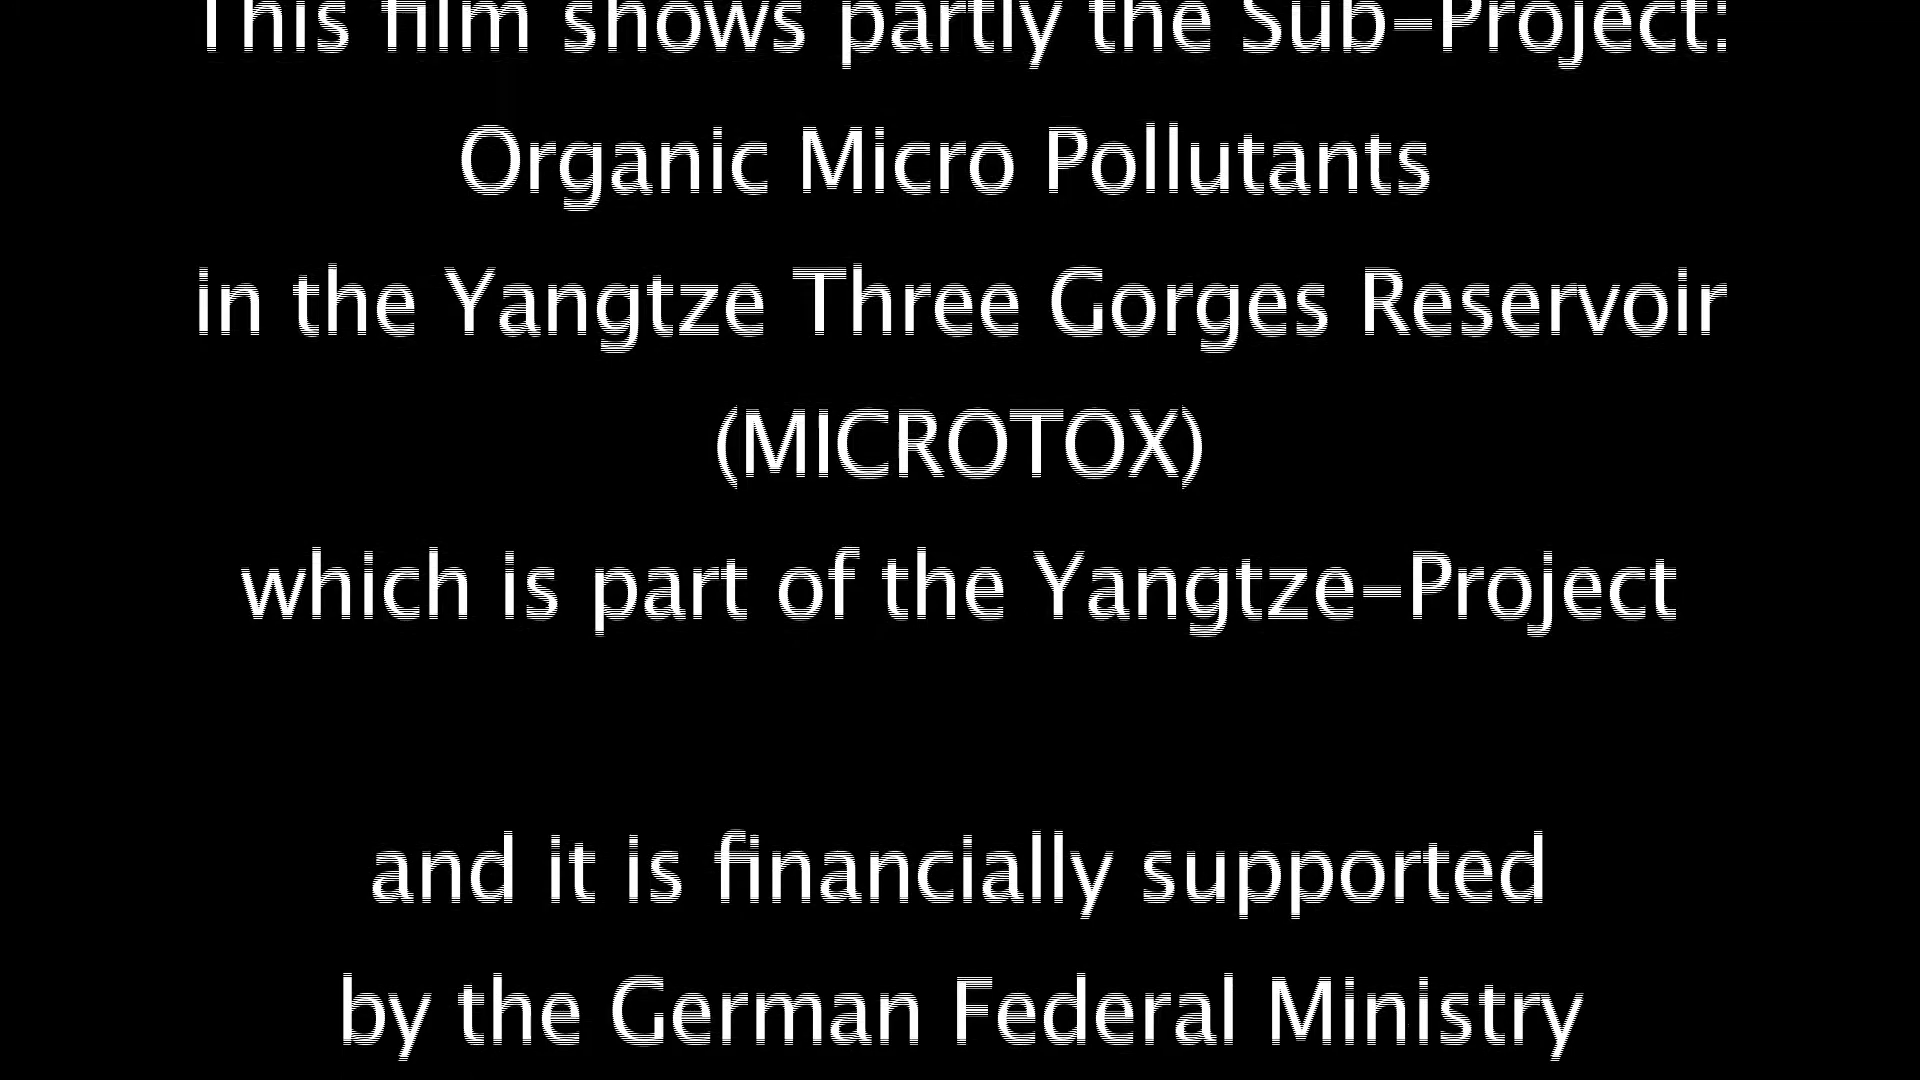 This film shows partly the Sub-Project:
Organic Micro Pollutants
in the Yangtze Three Gorges Reservoir
(MICROTOX)
which is part of the Yangtze-Project
and it is financially supported
by the German Federal Ministry